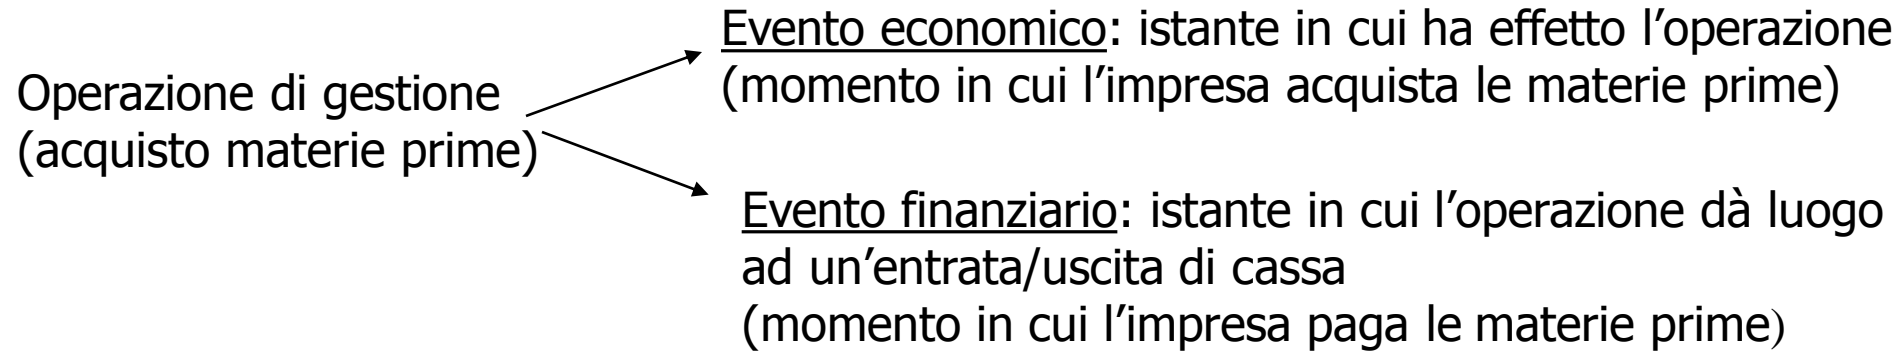 Operazione di gestione
(acquisto materie prime)
Evento economico: istante in cui ha effetto l’operazione
(momento in cui l’impresa acquista le materie prime)
Evento finanziario: istante in cui l’operazione dà luogo
ad un’entrata/uscita di cassa
(momento in cui l’impresa paga le materie prime)